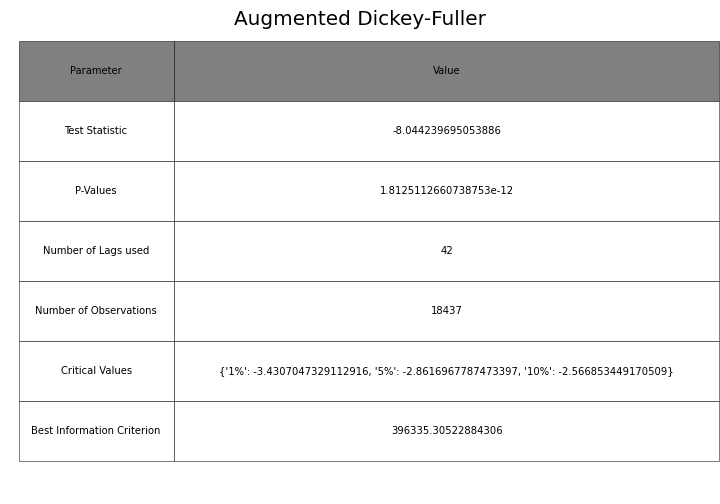 Augmented Dickey-Fuller
Parameter Value
Test Statistic -8.044239695053886
P-Values 1.8125112660738753e-12
Number of Lags used 42
Number of Observations 18437
Critical Values {'1%': -3.4307047329112916, '5%': -2.8616967787473397, '10%': -2.566853449170509}
Best Information Criterion 396335.30522884306